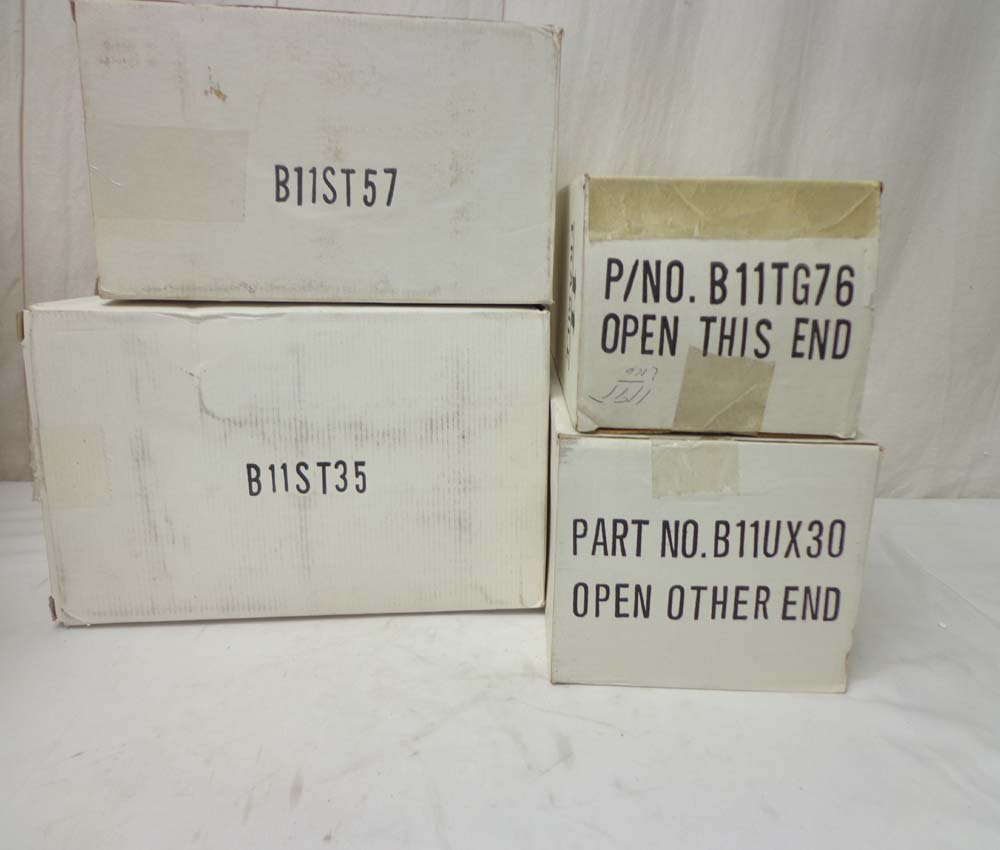 B11ST57
B11ST35
P/NO. B11TG76
OPEN THIS END
PART NO. B11UX30
OPEN OTHER END